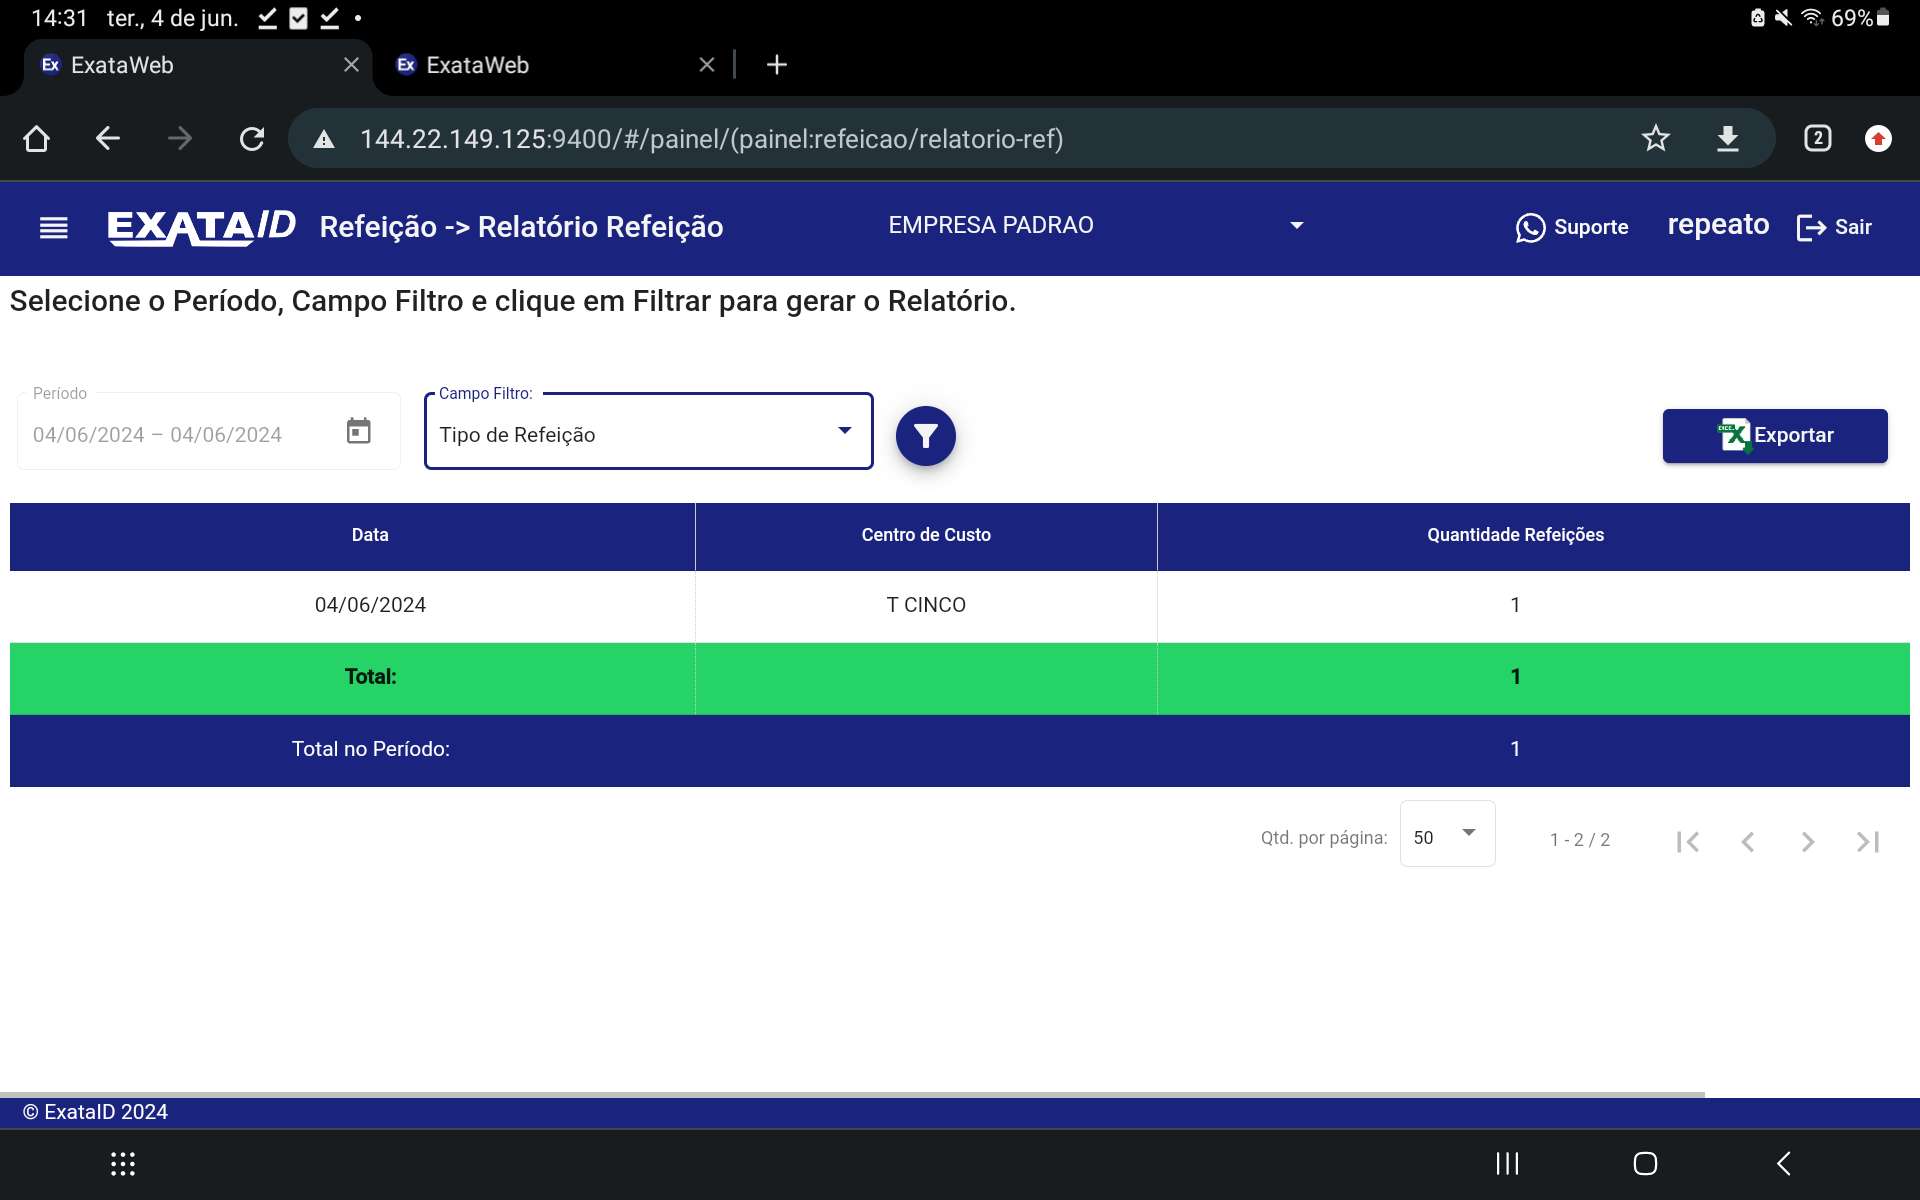 14:31 ter., 4 de jun.
69%
Ex ExataWeb
Ex ExataWeb
144.22.149.125:9400/#/painel/(painel:refeicao/relatorio-ref)
2
EXATAID Refeição -> Relatório Refeição EMPRESA PADRAO Suporte repeato Sair
Selecione o Período, Campo Filtro e clique em Filtrar para gerar o Relatório.
Período
04/06/2024 – 04/06/2024
Campo Filtro:
Tipo de Refeição
Exportar
Data Centro de Custo Quantidade Refeições
04/06/2024 T CINCO 1
Total: 1
Total no Período: 1
Qtd. por página: 50 1 - 2 / 2
© ExataID 2024